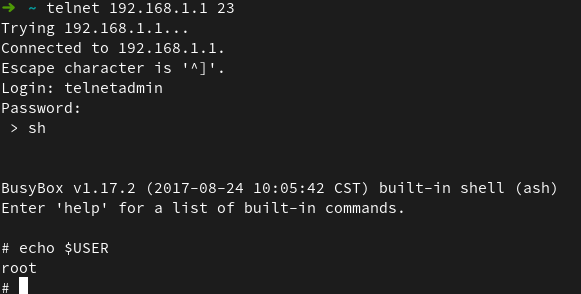 ➜ ~ telnet 192.168.1.1 23
Trying 192.168.1.1...
Connected to 192.168.1.1.
Escape character is '^]'.
Login: telnetadmin
Password:
 > sh
BusyBox v1.17.2 (2017-08-24 10:05:42 CST) built-in shell (ash)
Enter 'help' for a list of built-in commands.
# echo $USER
root
#